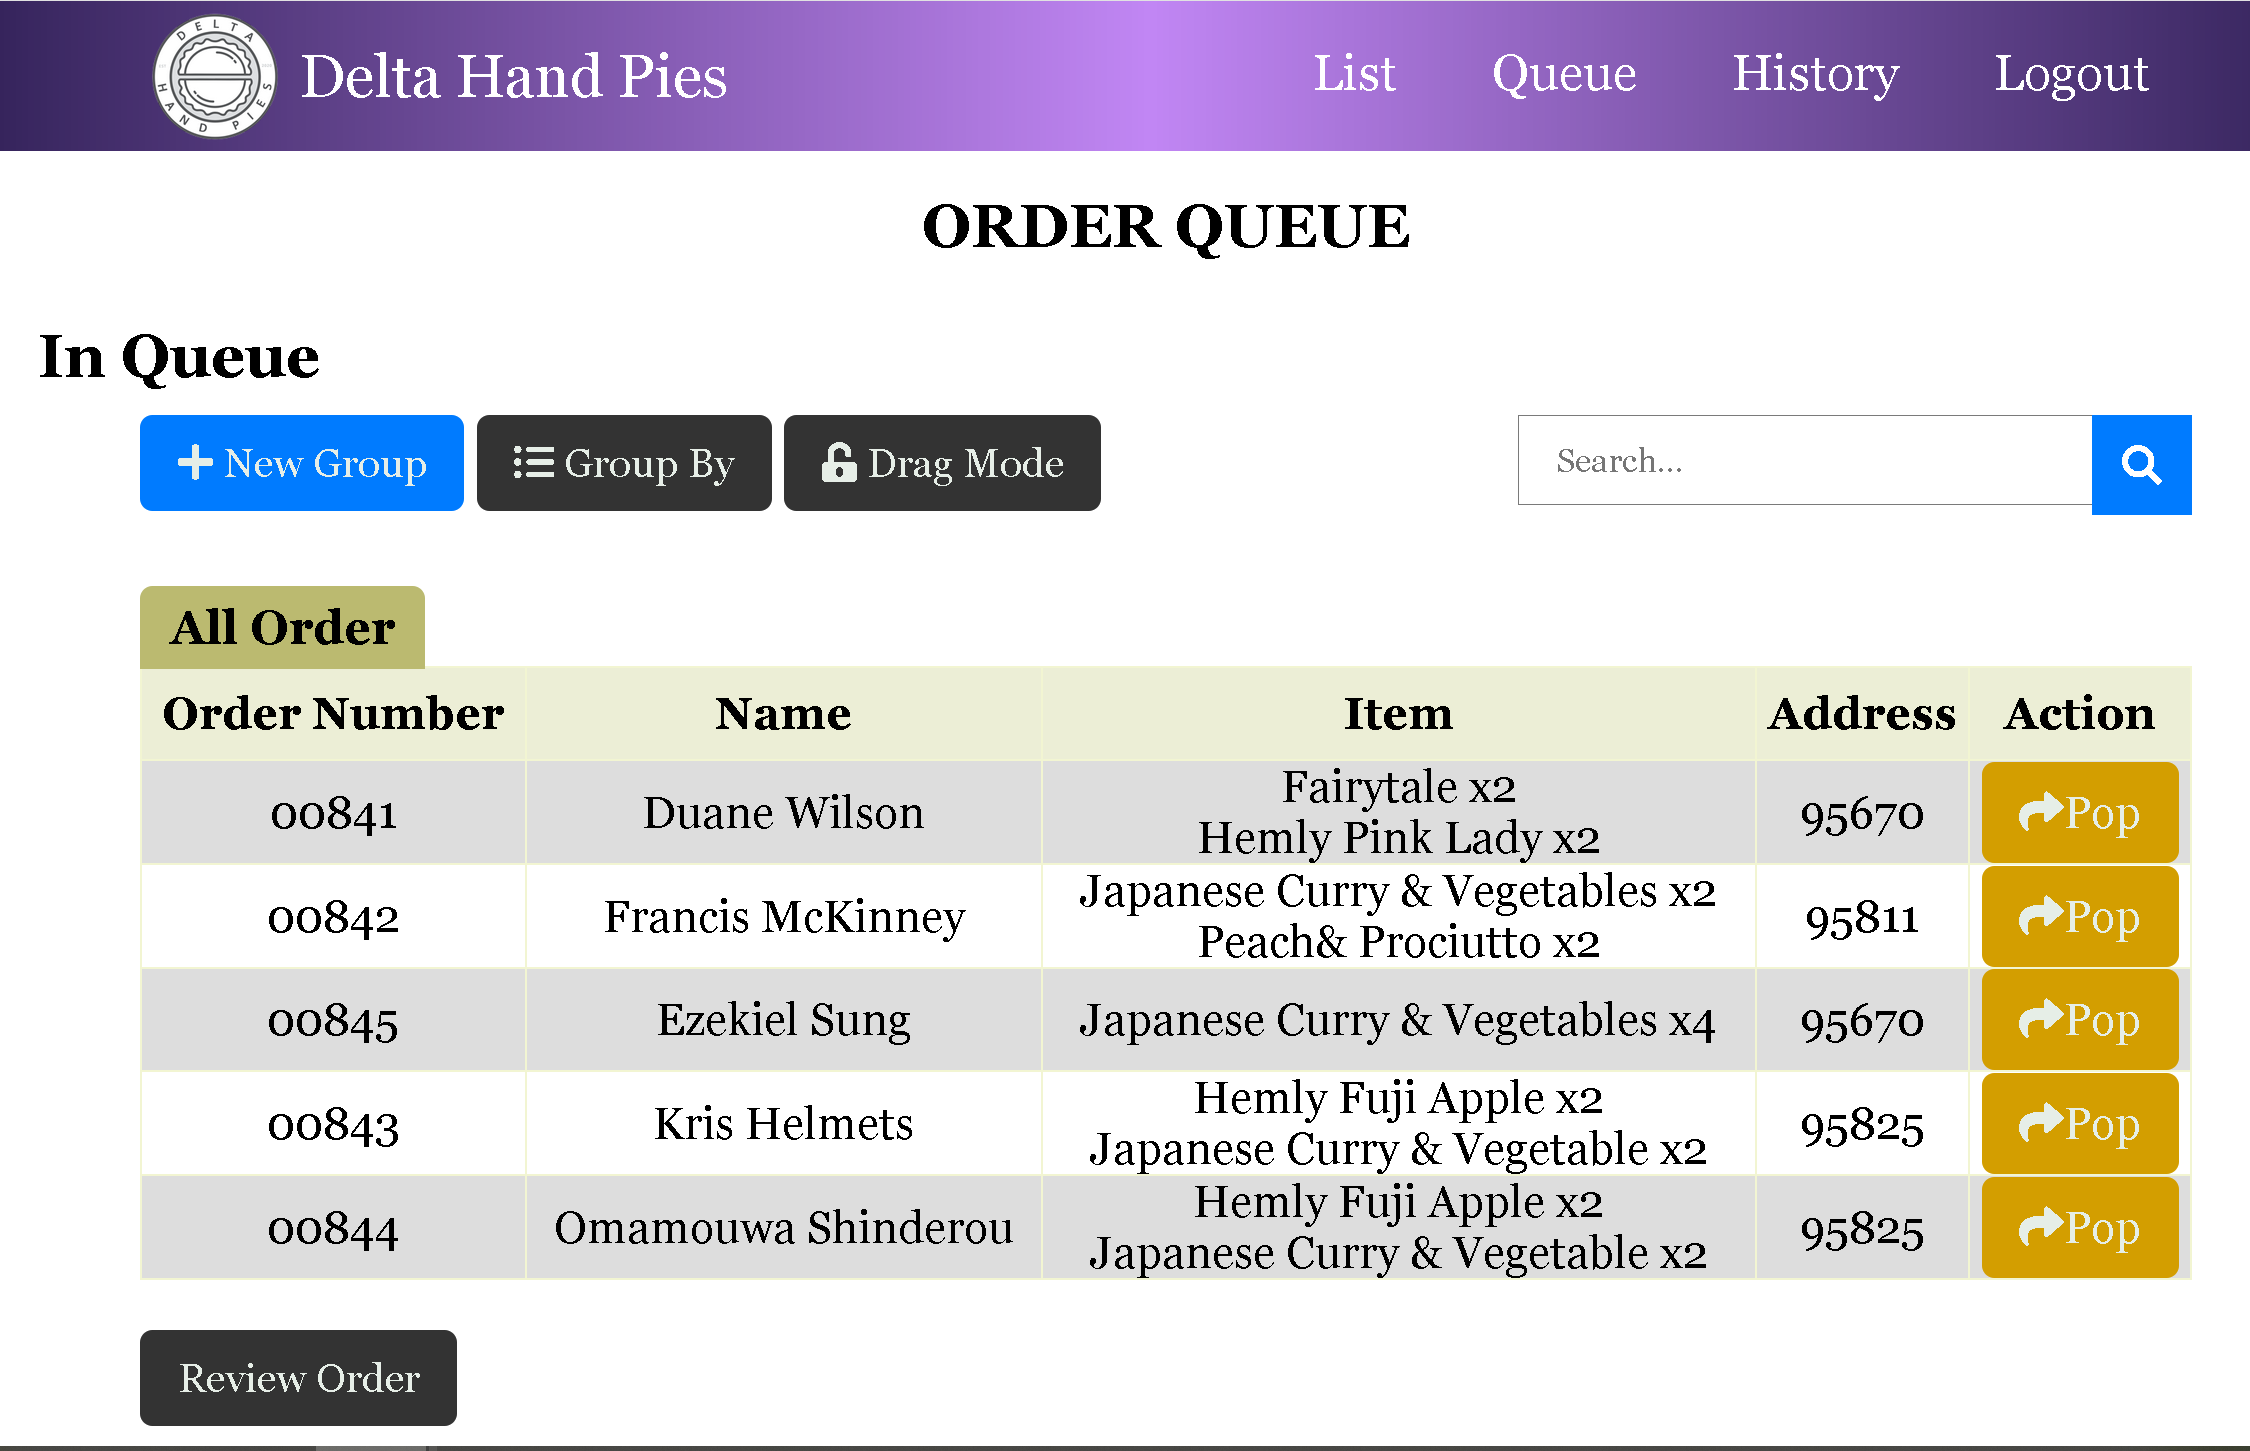 DELTA
HAND PIES
Delta Hand Pies
List
Queue
History
Logout
ORDER QUEUE
In Queue
New Group
Group By
Drag Mode
Search...
All Order
Order Number Name Item Address Action
00841 Duane Wilson Fairytale x2
Hemly Pink Lady x2 95670 Pop
00842 Francis McKinney Japanese Curry & Vegetables x2
Peach& Prociutto x2 95811 Pop
00845 Ezekiel Sung Japanese Curry & Vegetables x4 95670 Pop
00843 Kris Helmets Hemly Fuji Apple x2
Japanese Curry & Vegetable x2 95825 Pop
00844 Omamouwa Shinderou Hemly Fuji Apple x2
Japanese Curry & Vegetable x2 95825 Pop
Review Order